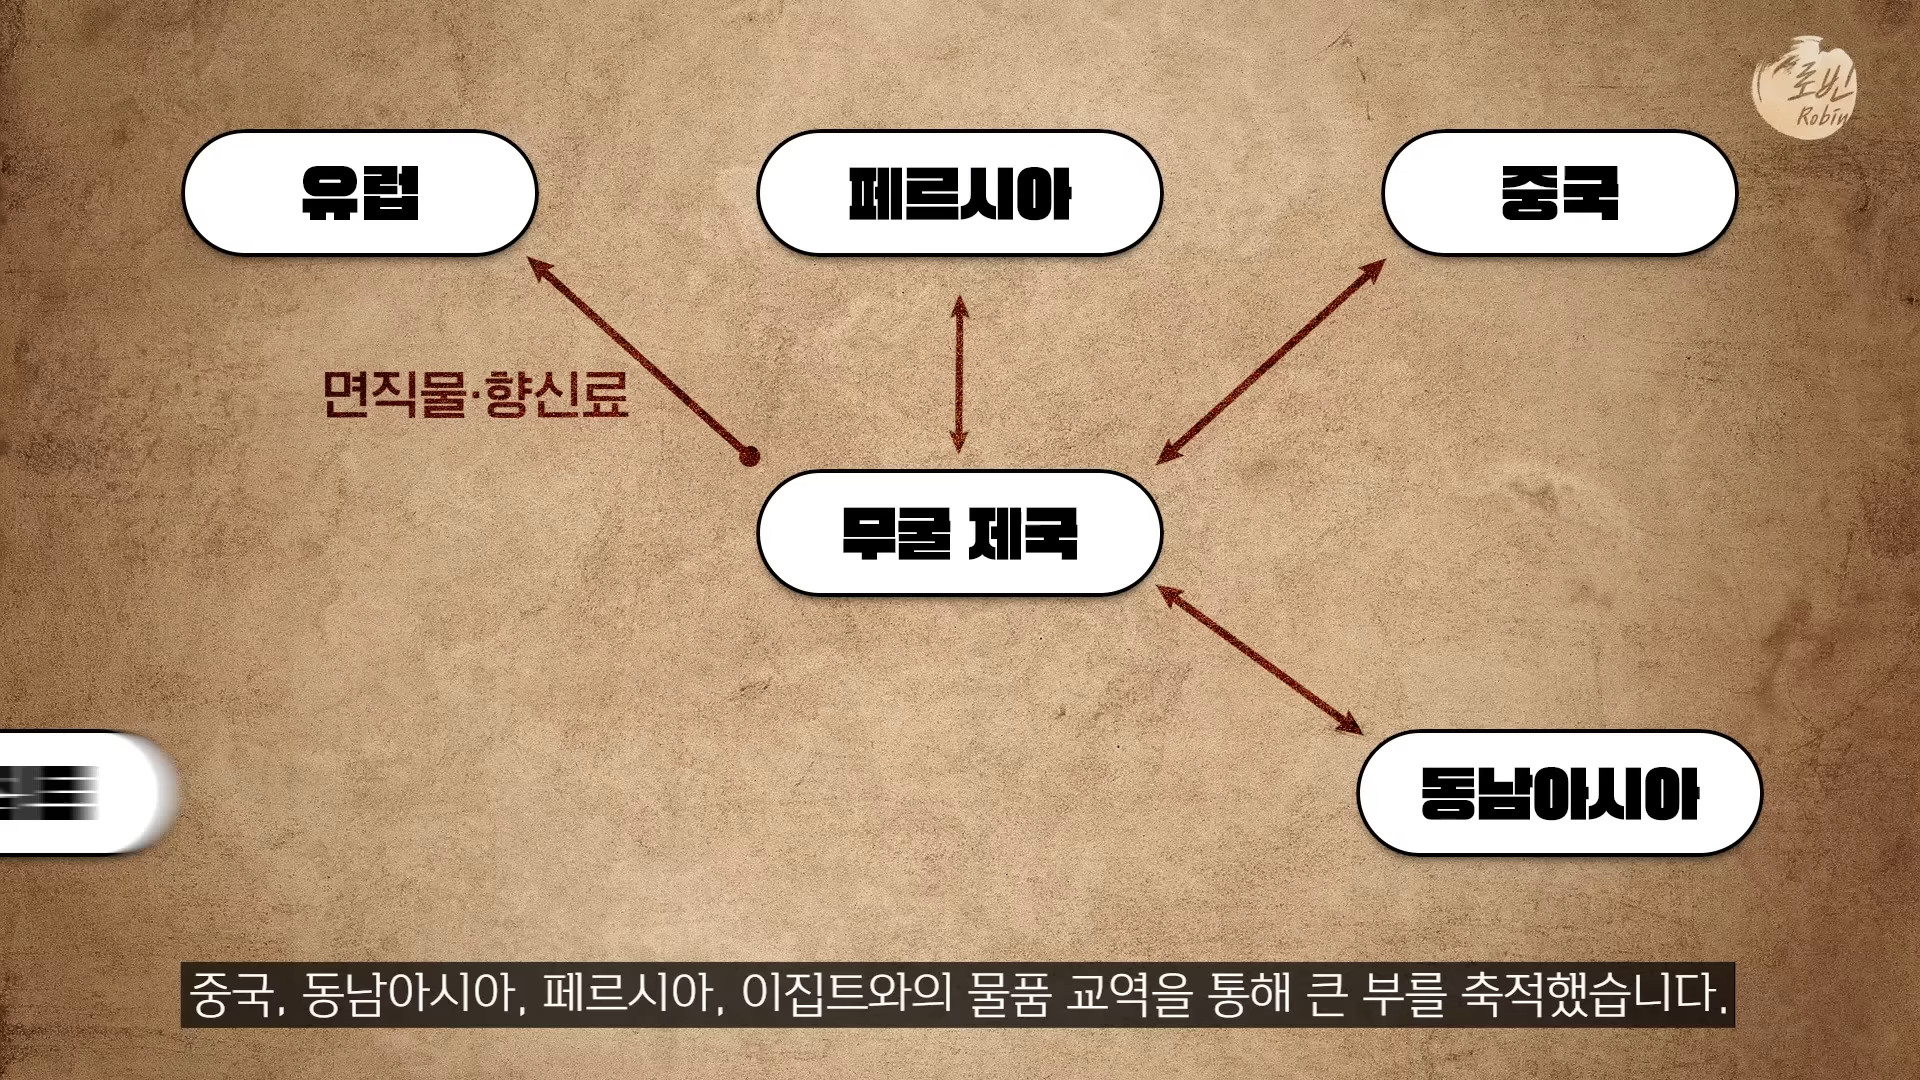 로빈
Robin
유럽
페르시아
중국
면직물·향신료
무굴 제국
동남아시아
중국, 동남아시아, 페르시아, 이집트와의 물품 교역을 통해 큰 부를 축적했습니다.